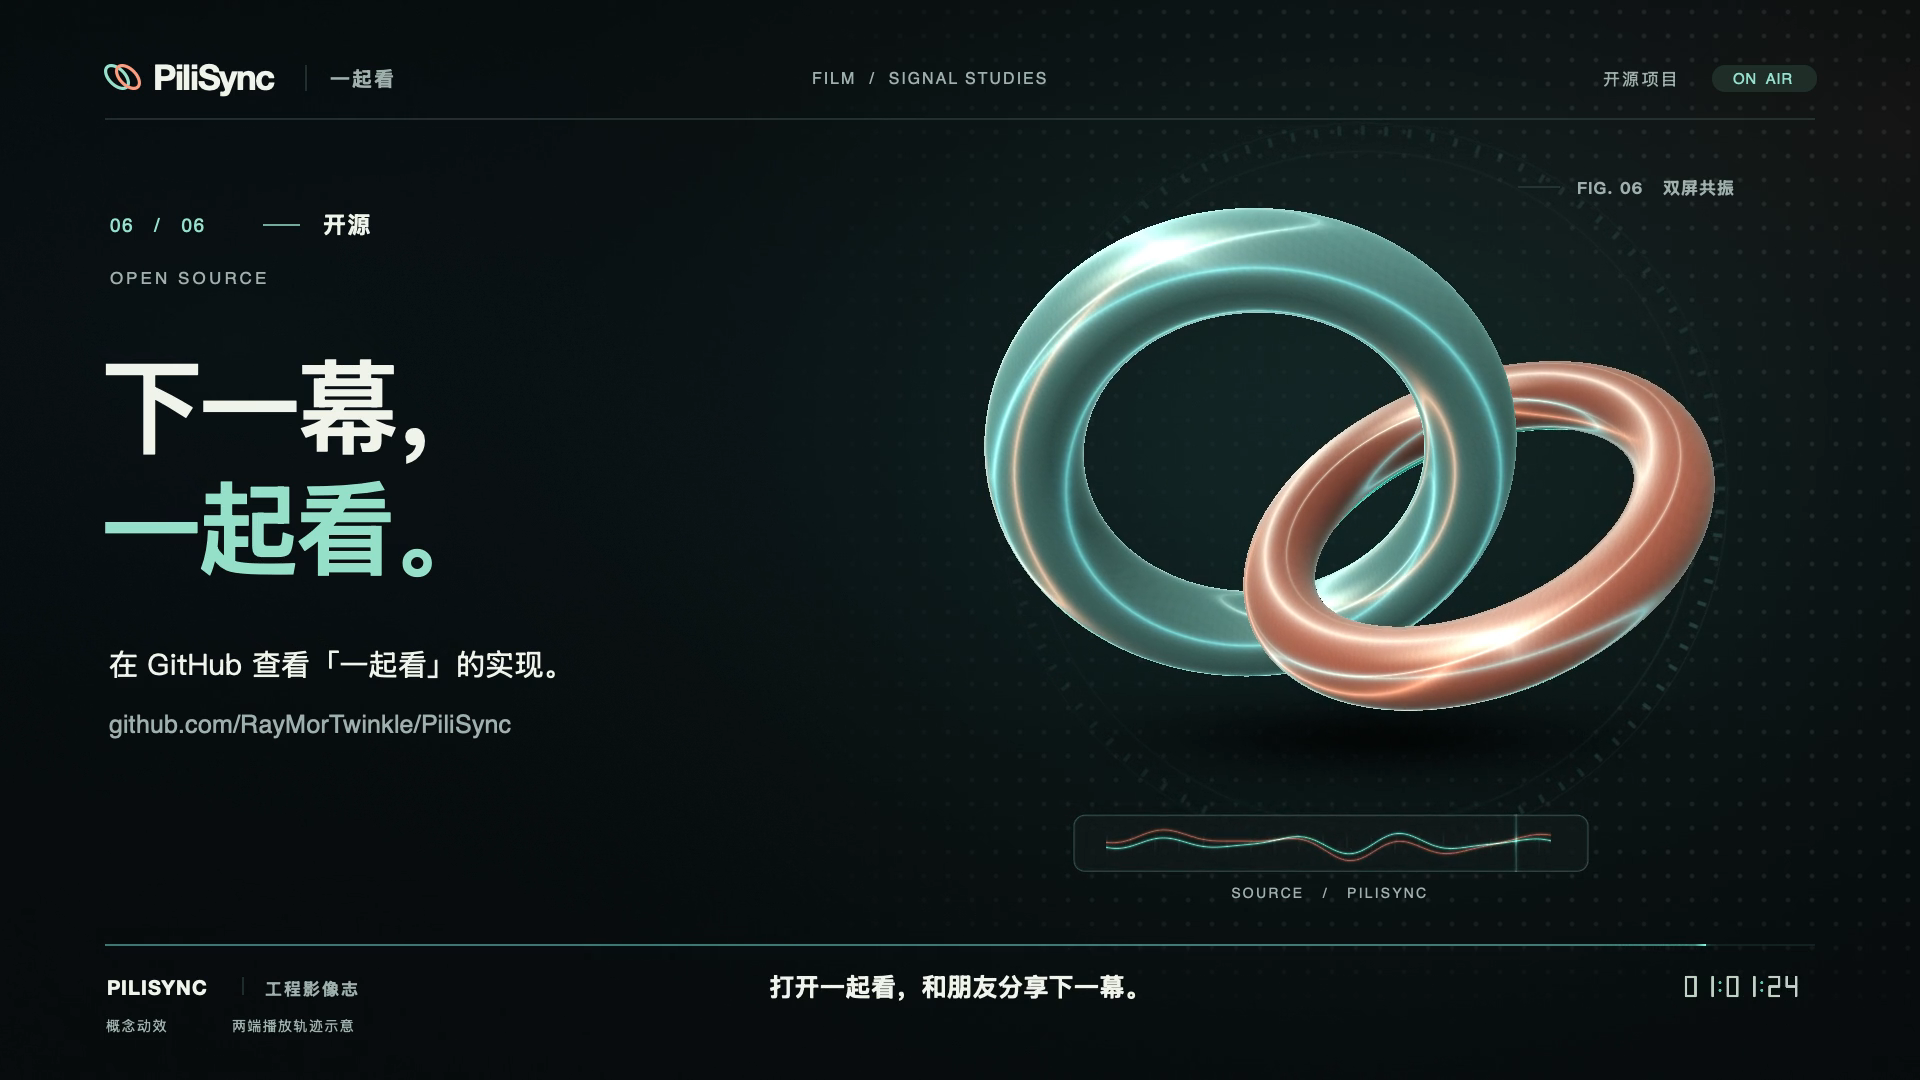 PiliSync 一起看
FILM / SIGNAL STUDIES
开源项目 ON AIR
FIG. 06 双屏共振
06 / 06 — 开源
OPEN SOURCE
下一幕，
一起看。
在 GitHub 查看「一起看」的实现。
github.com/RayMorTwinkle/PiliSync
SOURCE / PILISYNC
PILISYNC 工程影像志
打开一起看，和朋友分享下一幕。
01:01:24
概念动效 两端播放轨迹示意